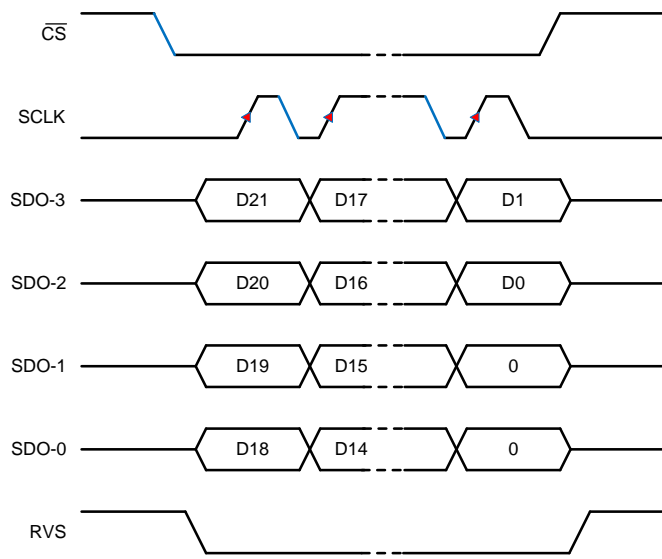 CS
SCLK
SDO-3 D21 D17 D1
SDO-2 D20 D16 D0
SDO-1 D19 D15 0
SDO-0 D18 D14 0
RVS